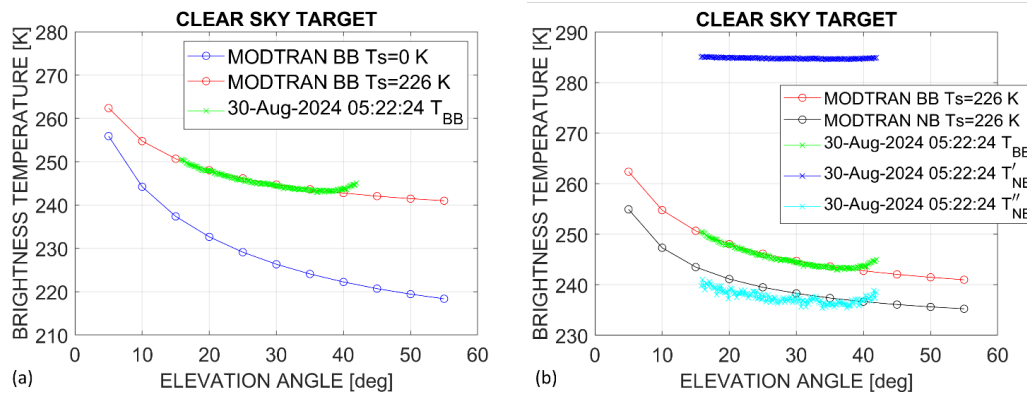 CLEAR SKY TARGET
BRIGHTNESS TEMPERATURE [K]
280
270
260
250
240
230
220
210
MODTRAN BB Ts=0 K
MODTRAN BB Ts=226 K
30-Aug-2024 05:22:24 T_BB
0 10 20 30 40 50 60
ELEVATION ANGLE [deg]
(a)
CLEAR SKY TARGET
BRIGHTNESS TEMPERATURE [K]
290
280
270
260
250
240
230
MODTRAN BB Ts=226 K
MODTRAN NB Ts=226 K
30-Aug-2024 05:22:24 T_BB
30-Aug-2024 05:22:24 T'_NB
30-Aug-2024 05:22:24 T''_NB
0 10 20 30 40 50 60
ELEVATION ANGLE [deg]
(b)